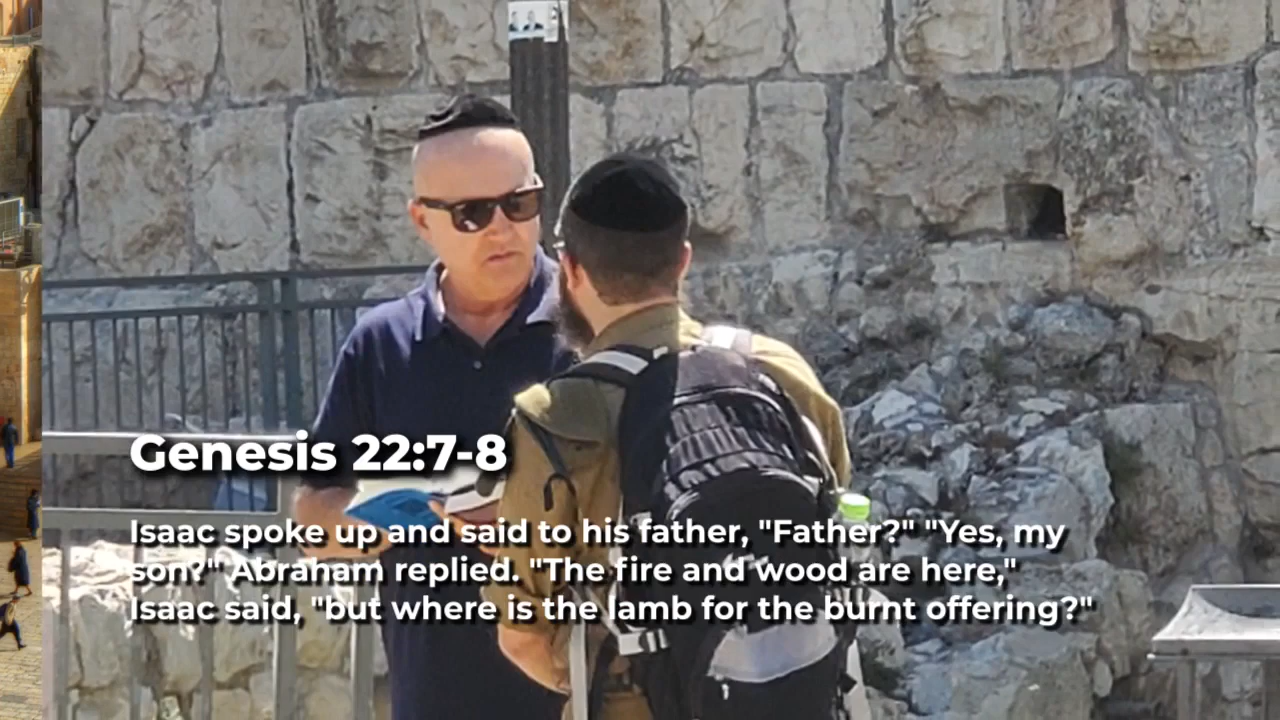 Genesis 22:7-8
Isaac spoke up and said to his father, "Father?" "Yes, my
son?" Abraham replied. "The fire and wood are here,"
Isaac said, "but where is the lamb for the burnt offering?"